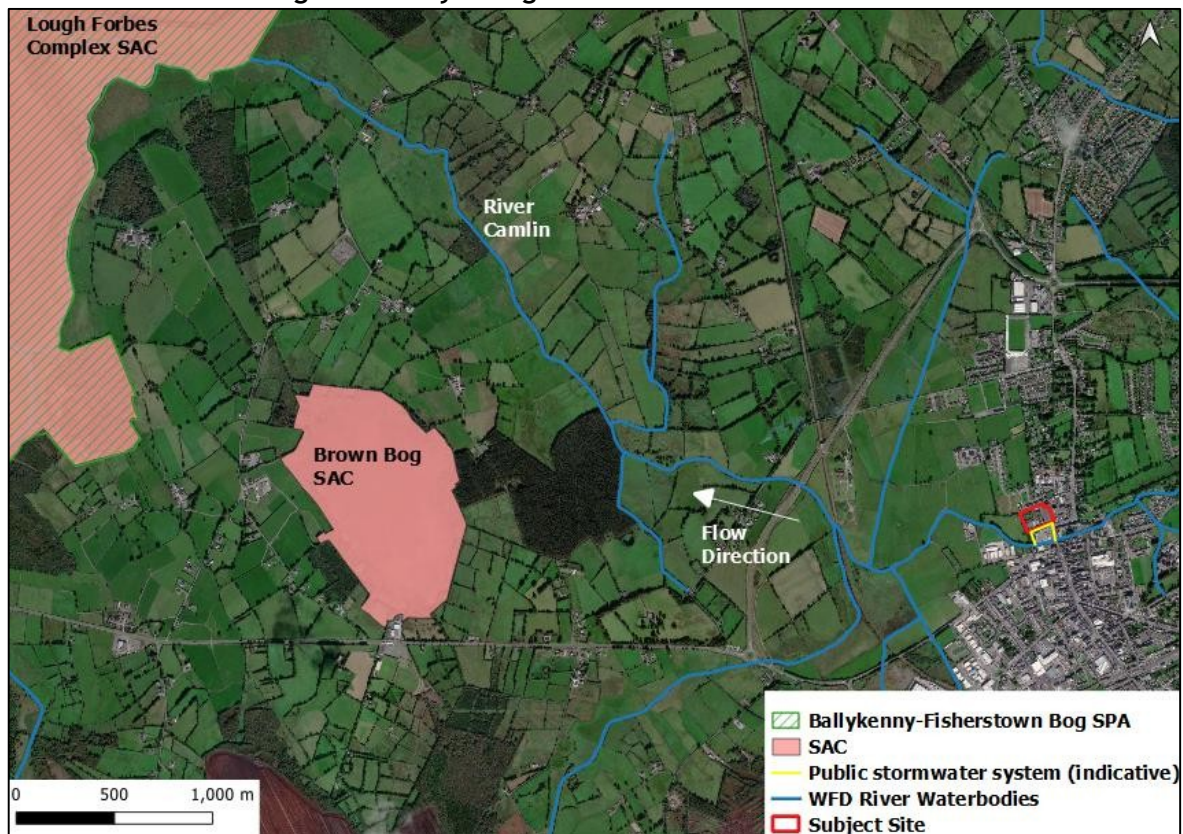 Lough Forbes
Complex SAC
River
Camlin
Brown Bog
SAC
Flow
Direction
Ballykenny-Fisherstown Bog SPA
SAC
Public stormwater system (indicative)
WFD River Waterbodies
Subject Site
0 500 1,000 m